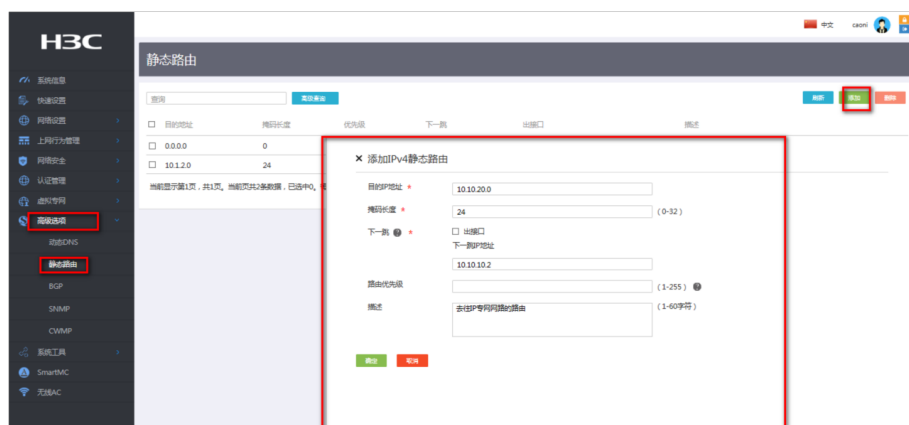 中文
caoni
H3C
静态路由
系统信息
快速设置
网络设置
上网行为管理
网络安全
认证管理
虚拟专网
高级选项
动态DNS
静态路由
BGP
SNMP
CWMP
系统工具
SmartMC
无线AC
查询
高级查询
刷新
添加
删除
目的地址 掩码长度 优先级 下一跳 出接口 描述
0.0.0.0 0
10.1.2.0 24
当前显示第1页，共1页。当前页共2条数据，已选中0。
添加IPv4静态路由
目的IP地址 * 10.10.20.0
掩码长度 * 24 (0-32)
下一跳 * 出接口
下一跳IP地址
10.10.10.2
路由优先级 (1-255)
描述 去往IP专网网路的路由 (1-60字符)
确定 取消